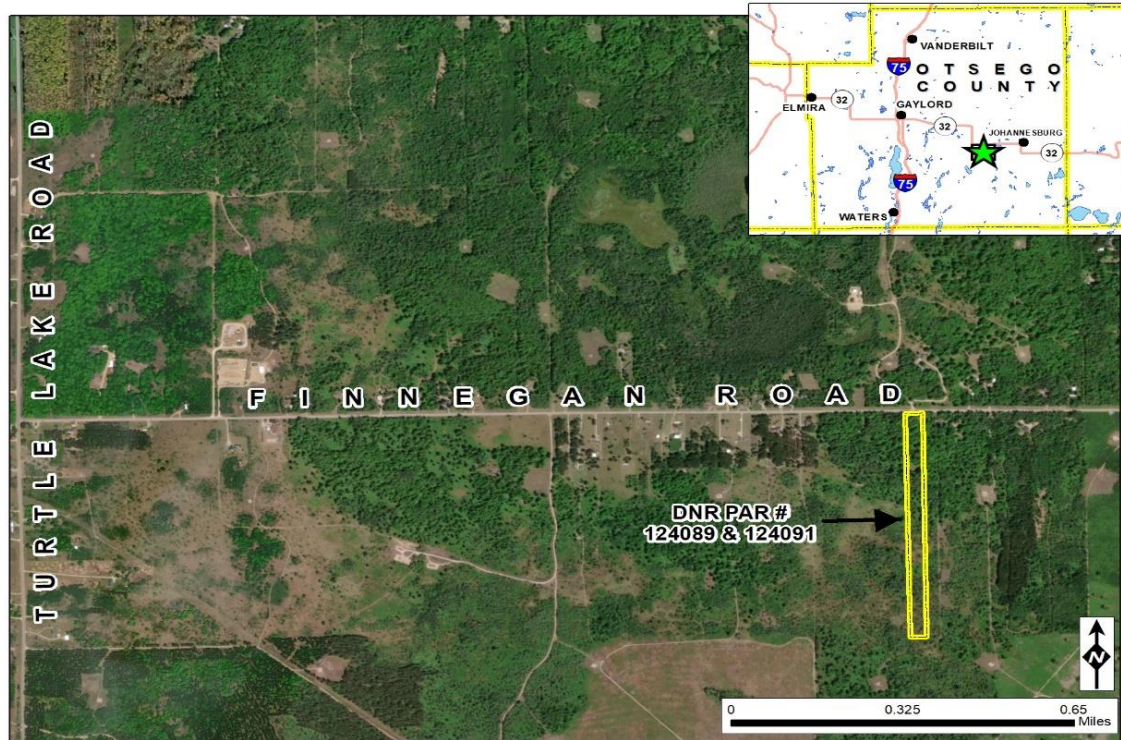 VANDERBILT
75
OTSEGO
COUNTY
ELMIRA
32
GAYLORD
32
JOHANNESBURG
32
75
WATERS
TURTLE LAKE ROAD
FINNEGAN ROAD
DNR PAR #
124089 & 124091
N
0 0.325 0.65
Miles